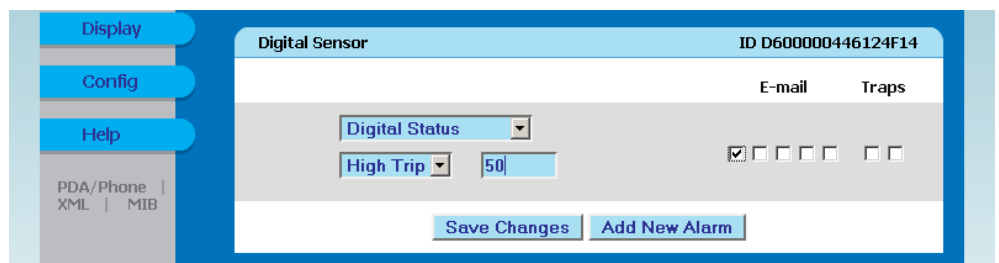 Display
Config
Help
PDA/Phone |
XML | MIB
Digital Sensor ID D600000446124F14
E-mail Traps
Digital Status
High Trip 50
Save Changes Add New Alarm